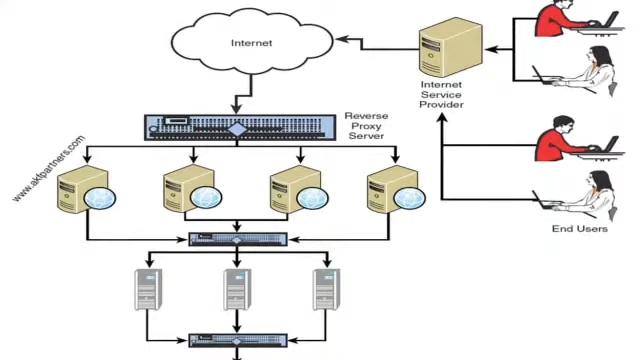 Internet
Internet
Service
Provider
Reverse
Proxy
Server
www.akfpartners.com
End Users